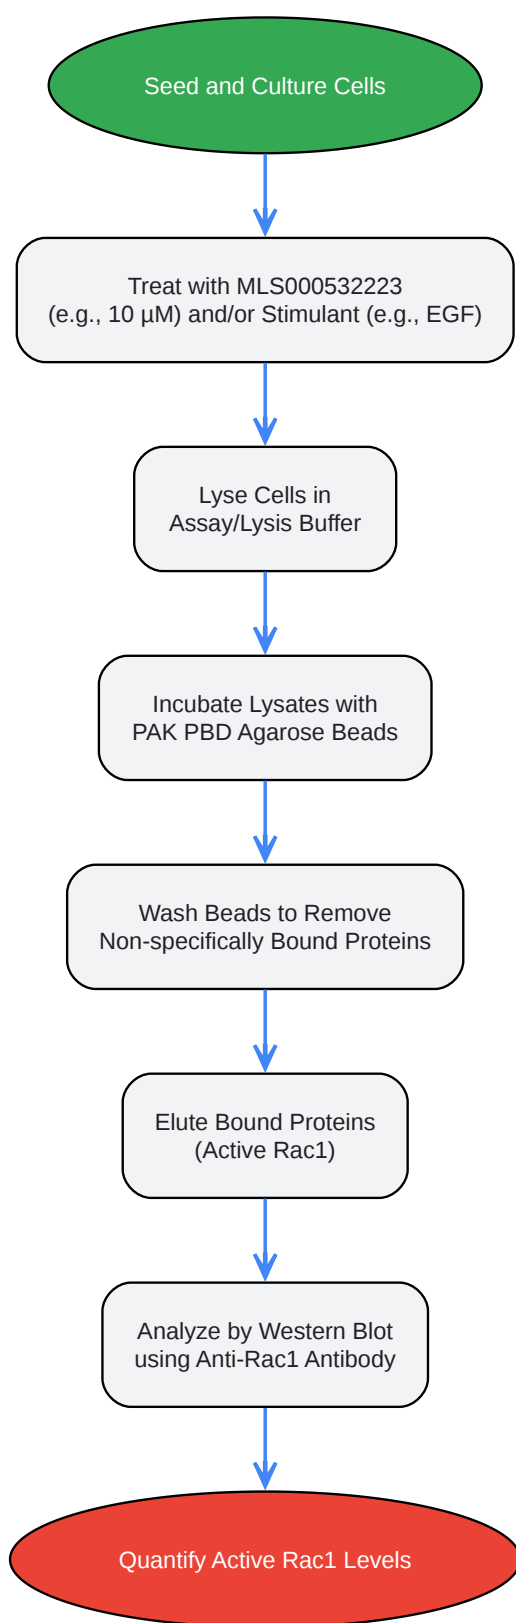 Seed and Culture Cells
Treat with MLS000532223
(e.g., 10 µM) and/or Stimulant (e.g., EGF)
Lyse Cells in
Assay/Lysis Buffer
Incubate Lysates with
PAK PBD Agarose Beads
Wash Beads to Remove
Non-specifically Bound Proteins
Elute Bound Proteins
(Active Rac1)
Analyze by Western Blot
using Anti-Rac1 Antibody
Quantify Active Rac1 Levels